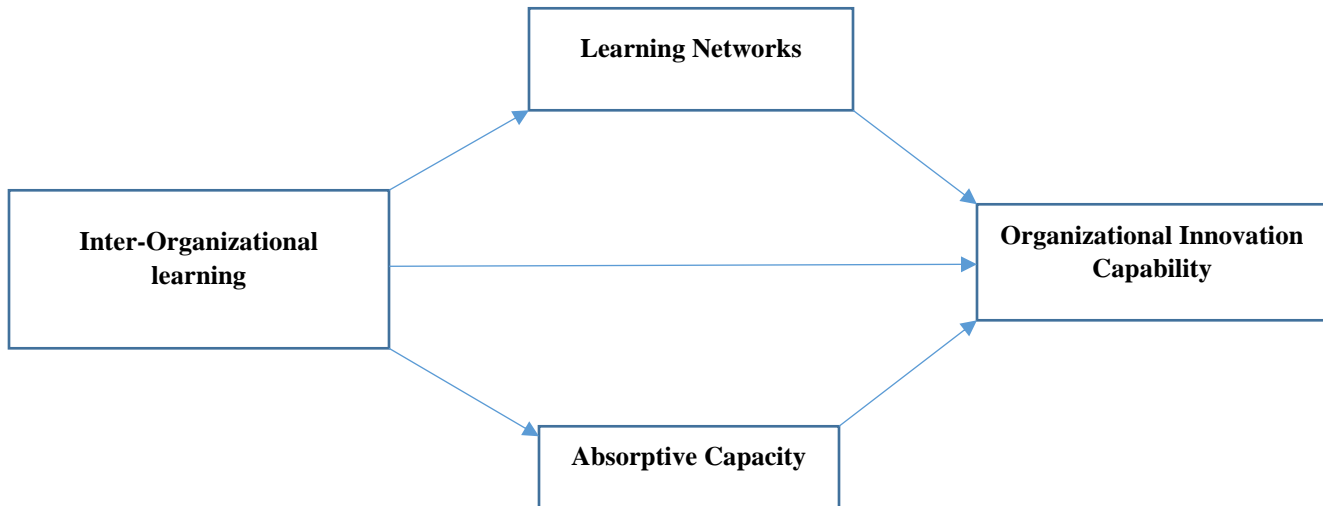 Learning Networks
Inter-Organizational
learning
Organizational Innovation
Capability
Absorptive Capacity